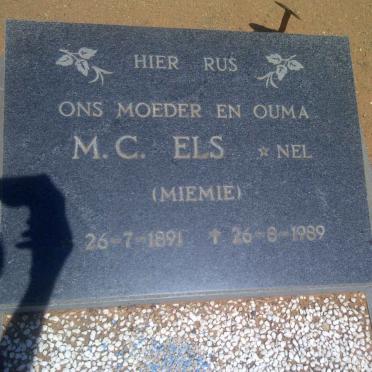 HIER RUS
ONS MOEDER EN OUMA
M. C. ELS ☆ NEL
(MIEMIE)
26-7-1891 ✝ 26-8-1989